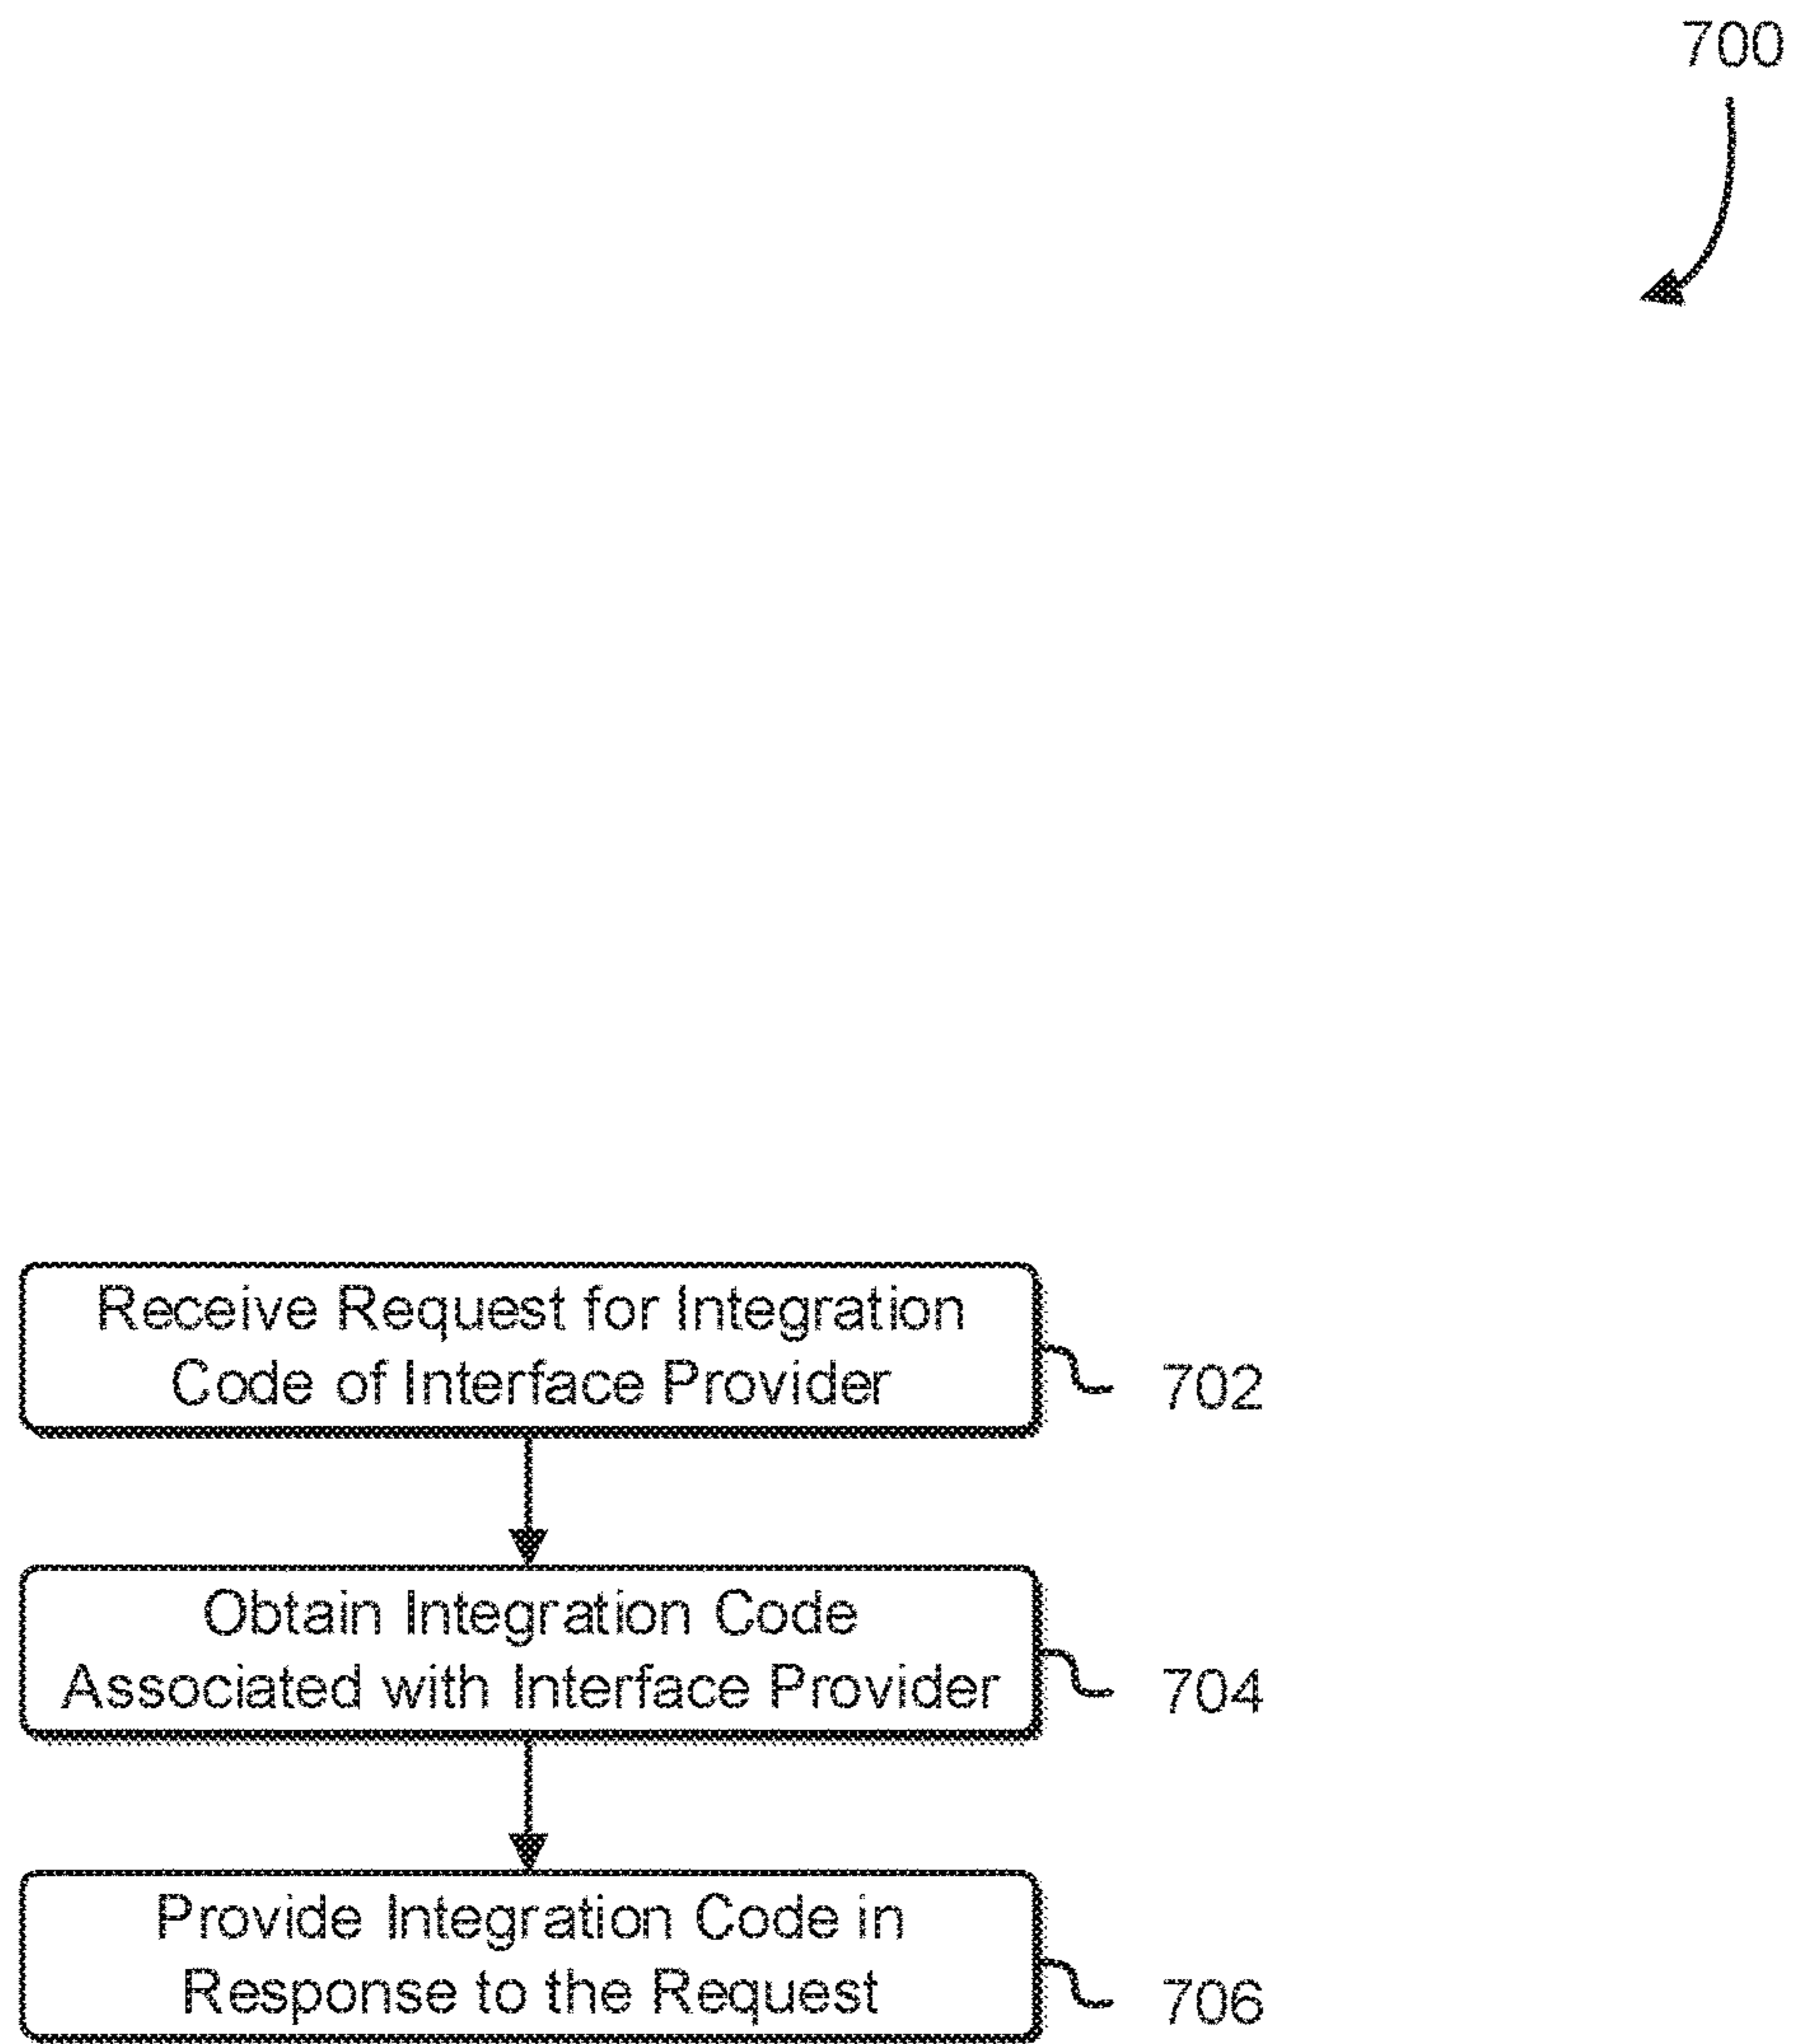 700
Receive Request for Integration
Code of Interface Provider
702
Obtain Integration Code
Associated with Interface Provider
704
Provide Integration Code in
Response to the Request
706